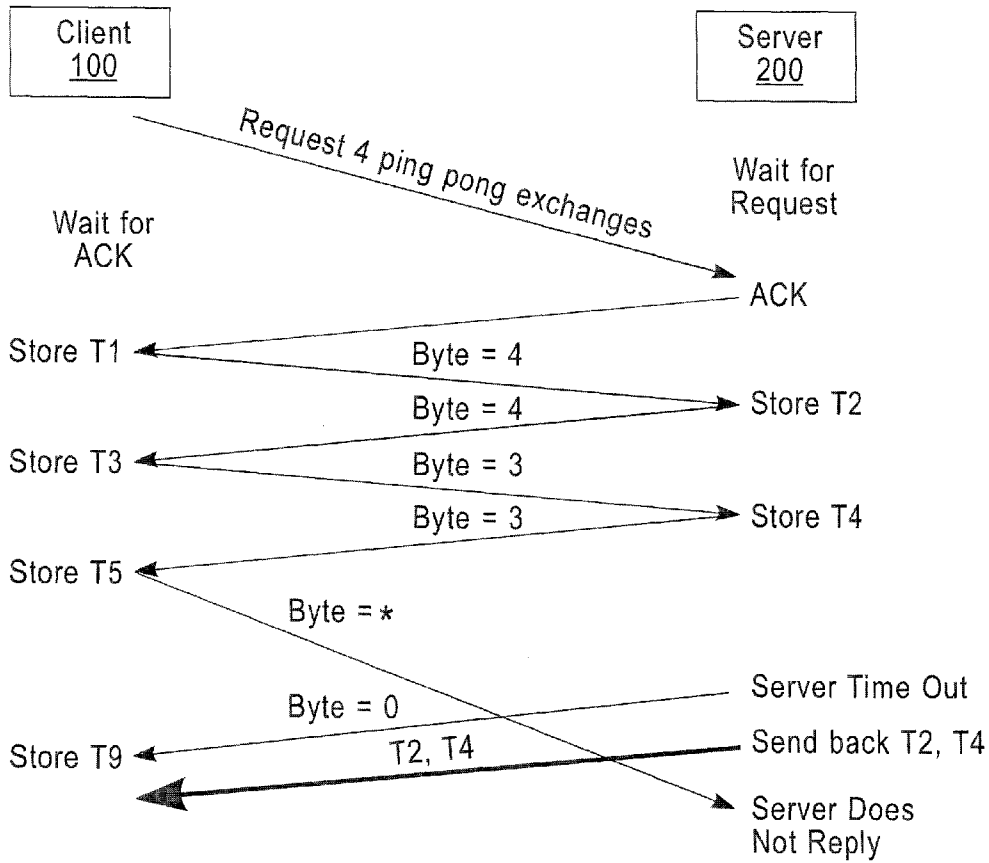 Client
100
Server
200
Request 4 ping pong exchanges
Wait for
Request
Wait for
ACK
ACK
Store T1
Byte = 4
Store T2
Byte = 4
Store T3
Byte = 3
Store T4
Byte = 3
Store T5
Byte = *
Server Time Out
Byte = 0
Store T9
T2, T4
Send back T2, T4
Server Does
Not Reply